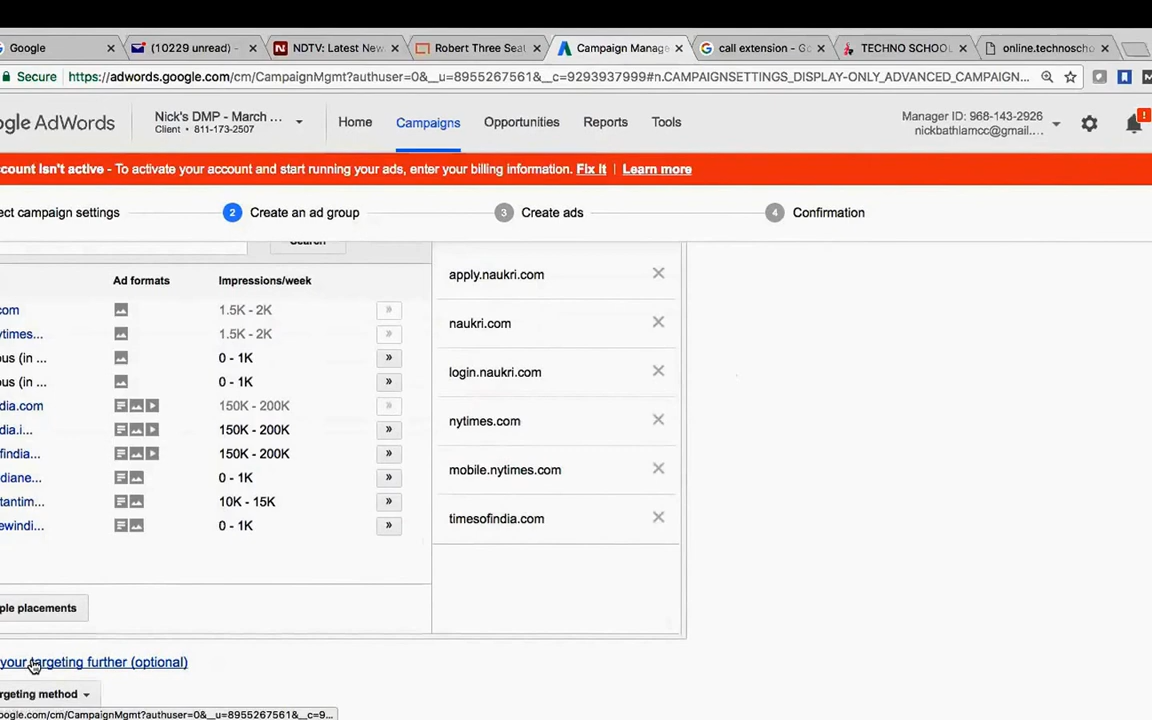 Google
(10229 unread) -
NDTV: Latest New
Robert Three Seat
Campaign Manage
call extension - Go
TECHNO SCHOOL
online.technoscho
Secure
https://adwords.google.com/cm/CampaignMgmt?authuser=0&__u=8955267561&__c=9293937999#n.CAMPAIGNSETTINGS_DISPLAY-ONLY_ADVANCED_CAMPAIGN...
gle AdWords
Nick's DMP - March ...
Client • 811-173-2507
Home
Campaigns
Opportunities
Reports
Tools
Manager ID: 968-143-2926
nickbathlamcc@gmail....
!
count isn't active - To activate your account and start running your ads, enter your billing information. Fix it | Learn more
ect campaign settings
2 Create an ad group
3 Create ads
4 Confirmation
Search
Ad formats
Impressions/week
com
1.5K - 2K
ytimes...
1.5K - 2K
ous (in ...
0 - 1K
ous (in ...
0 - 1K
dia.com
150K - 200K
dia.i...
150K - 200K
findia...
150K - 200K
diane...
0 - 1K
tantim...
10K - 15K
ewindi...
0 - 1K
apply.naukri.com
naukri.com
login.naukri.com
nytimes.com
mobile.nytimes.com
timesofindia.com
ple placements
your targeting further (optional)
rgeting method
oogle.com/cm/CampaignMgmt?authuser=0&__u=8955267561&__c=9...